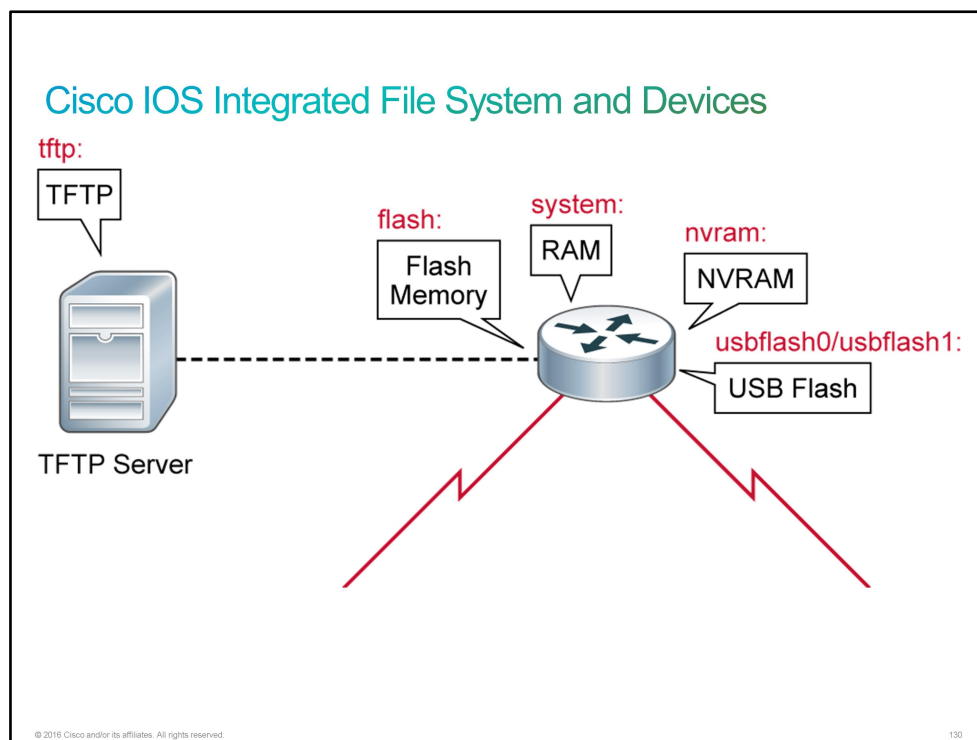 Cisco IOS Integrated File System and Devices
tftp:
TFTP
flash:
Flash
Memory
system:
RAM
nvram:
NVRAM
usbflash0/usbflash1:
USB Flash
TFTP Server
© 2016 Cisco and/or its affiliates. All rights reserved.
130